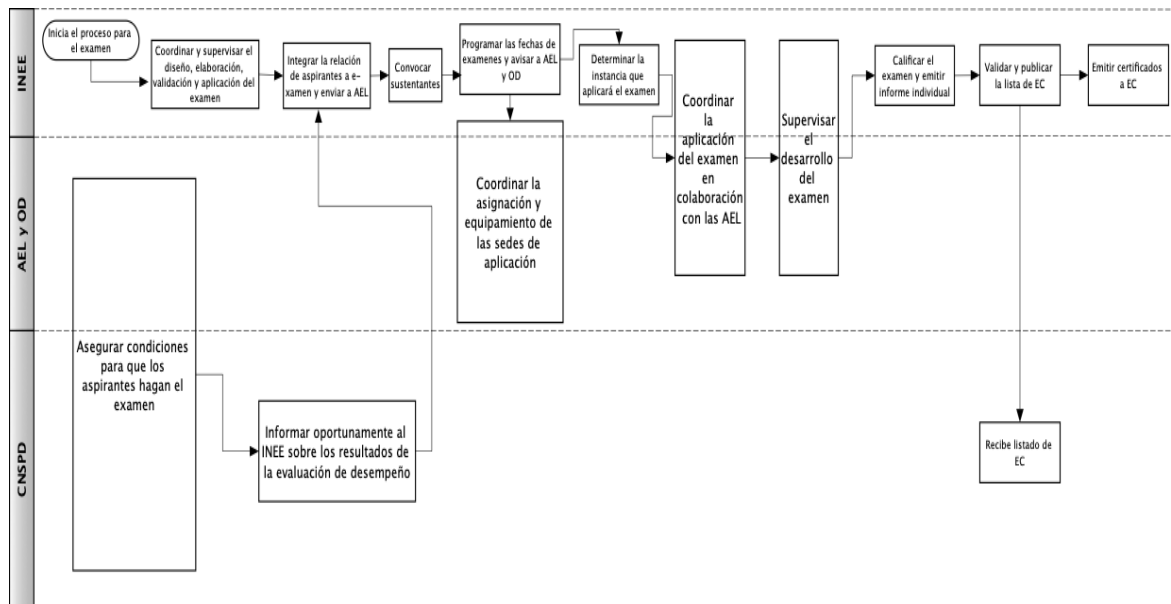 INEE
Inicia el proceso para
el examen
Coordinar y supervisar el
diseño, elaboración,
validación y aplicación del
examen
Integrar la relación de
aspirantes a e-
xamen y enviar a AEL
Convocar
sustentantes
Programar las fechas de
examenes y avisar a AEL
y OD
Determinar la
instancia que
aplicará el examen
Coordinar
la
aplicación
del examen
en
colaboración
con las AEL
Supervisar
el
desarrollo
del
examen
Calificar el
examen y emitir
informe individual
Validar y publicar
la lista de EC
Emitir certificados
a EC
AEL y OD
Coordinar la
asignación y
equipamiento de
las sedes de
aplicación
Asegurar condiciones
para que los
aspirantes hagan el
examen
CNSPD
Informar oportunamente al
INEE sobre los resultados de
la evaluación de desempeño
Recibe listado de
EC